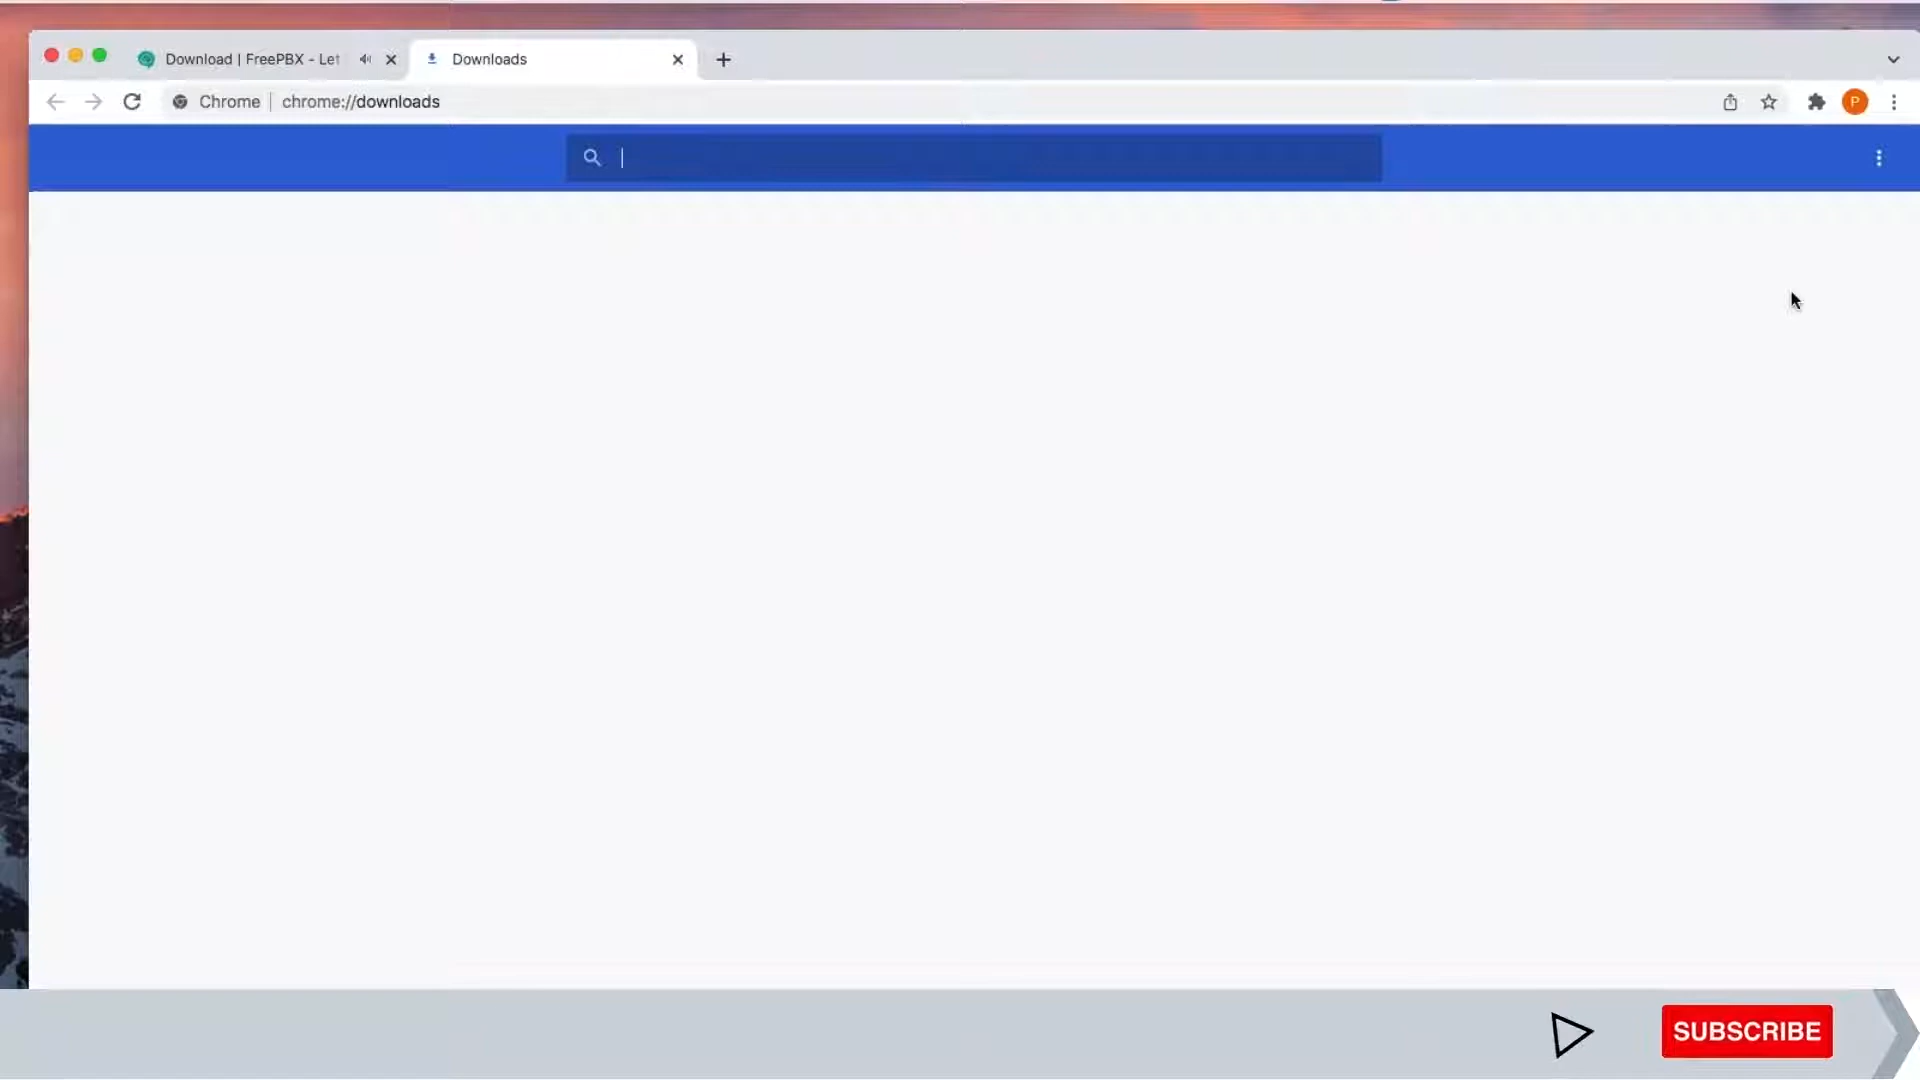 Download | FreePBX - Let
Downloads
Chrome | chrome://downloads
P
SUBSCRIBE